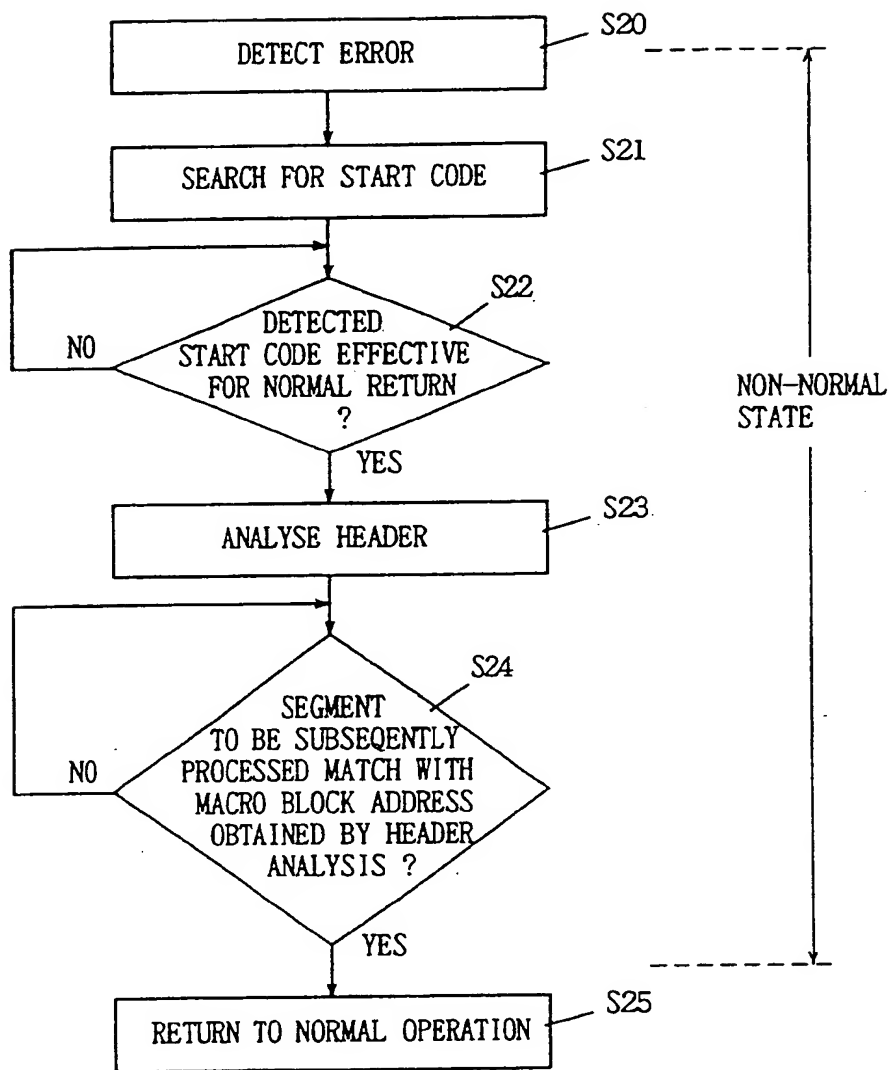 DETECT ERROR
S20
SEARCH FOR START CODE
S21
S22
DETECTED
START CODE EFFECTIVE
FOR NORMAL RETURN
?
NO
YES
NON-NORMAL
STATE
ANALYSE HEADER
S23
S24
SEGMENT
TO BE SUBSEQENTLY
PROCESSED MATCH WITH
MACRO BLOCK ADDRESS
OBTAINED BY HEADER
ANALYSIS ?
NO
YES
RETURN TO NORMAL OPERATION
S25